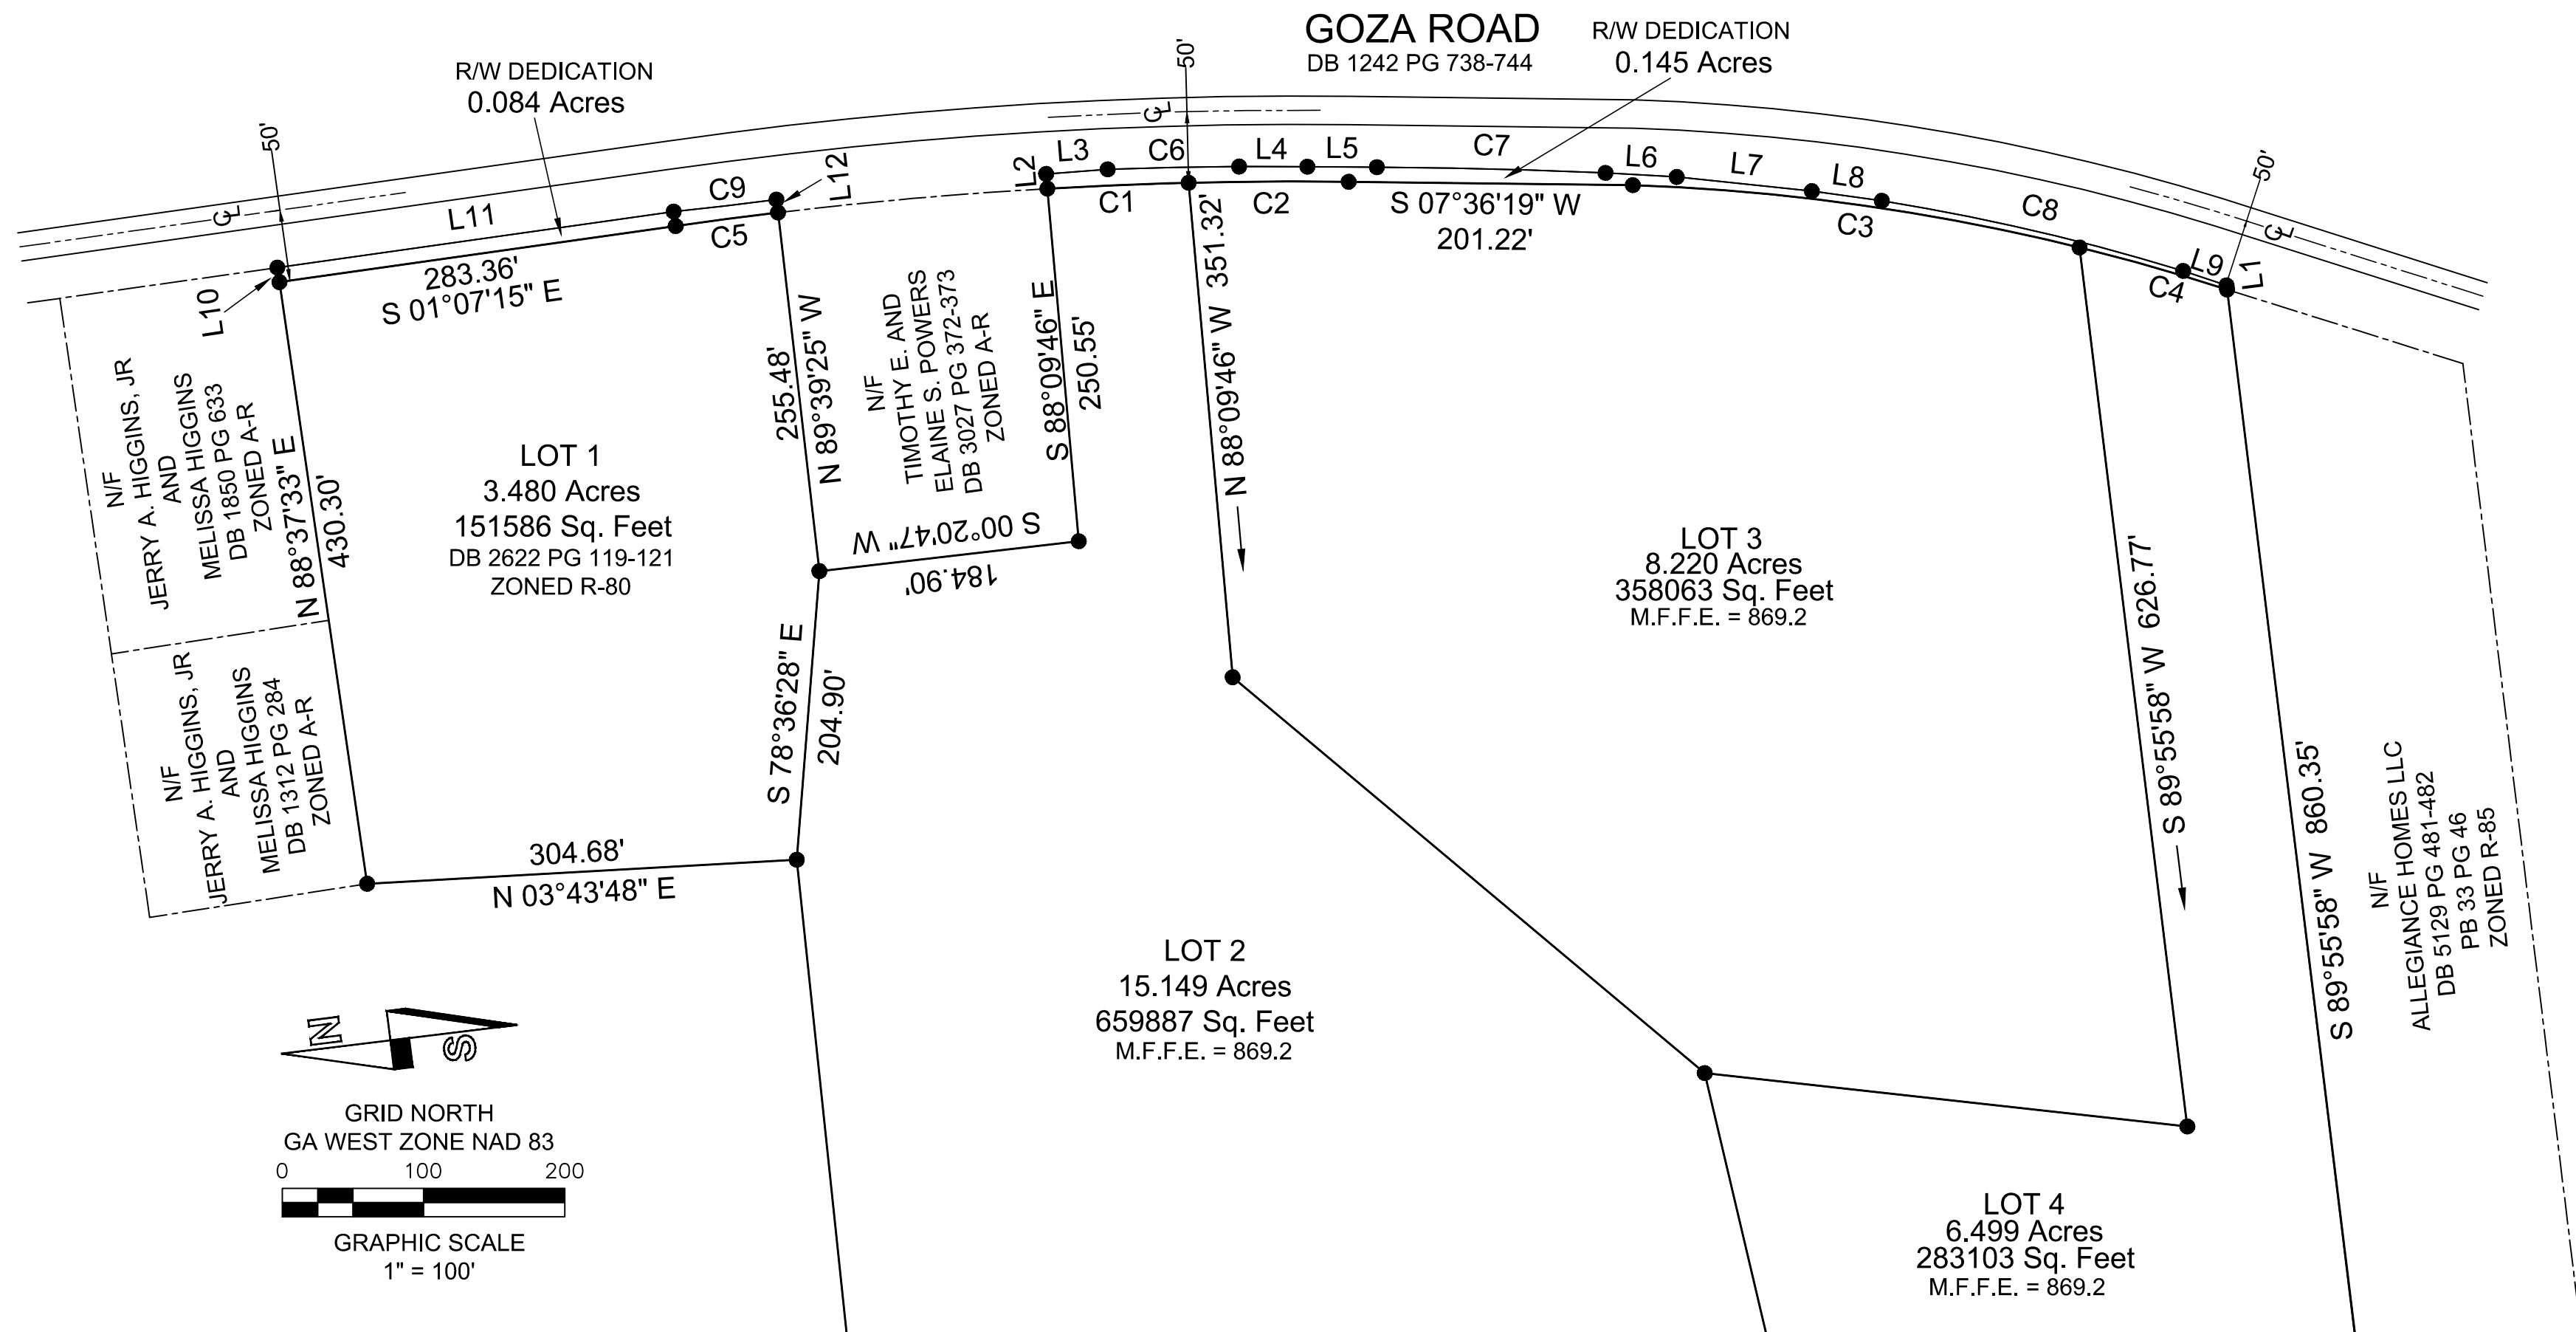 GOZA ROAD
DB 1242 PG 738-744
R/W DEDICATION
0.145 Acres
R/W DEDICATION
0.084 Acres
50'
50'
50'
CL
CL
CL
L11
C9
L12
L2
L3
C6
L4
L5
C7
L6
L7
L8
C8
L9
L1
L10
C5
C1
C2
C3
C4
283.36'
S 01°07'15" E
S 07°36'19" W
201.22'
N/F
JERRY A. HIGGINS, JR
AND
MELISSA HIGGINS
DB 1850 PG 633
ZONED A-R
N 88°37'33" E
430.30'
LOT 1
3.480 Acres
151586 Sq. Feet
DB 2622 PG 119-121
ZONED R-80
255.48'
N 89°39'25" W
N/F
TIMOTHY E. AND
ELAINE S. POWERS
DB 3027 PG 372-373
ZONED A-R
S 88°09'46" E
250.55'
S 00°20'47" W
184.90'
N 88°09'46" W 351.32'
LOT 3
8.220 Acres
358063 Sq. Feet
M.F.F.E. = 869.2
S 89°55'58" W 626.77'
S 89°55'58" W 860.35'
N/F
ALLEGIANCE HOMES LLC
DB 5129 PG 481-482
PB 33 PG 46
ZONED R-85
N/F
JERRY A. HIGGINS, JR
AND
MELISSA HIGGINS
DB 1312 PG 284
ZONED A-R
S 78°36'28" E
204.90'
304.68'
N 03°43'48" E
LOT 2
15.149 Acres
659887 Sq. Feet
M.F.F.E. = 869.2
LOT 4
6.499 Acres
283103 Sq. Feet
M.F.F.E. = 869.2
N
S
GRID NORTH
GA WEST ZONE NAD 83
0 100 200
GRAPHIC SCALE
1" = 100'